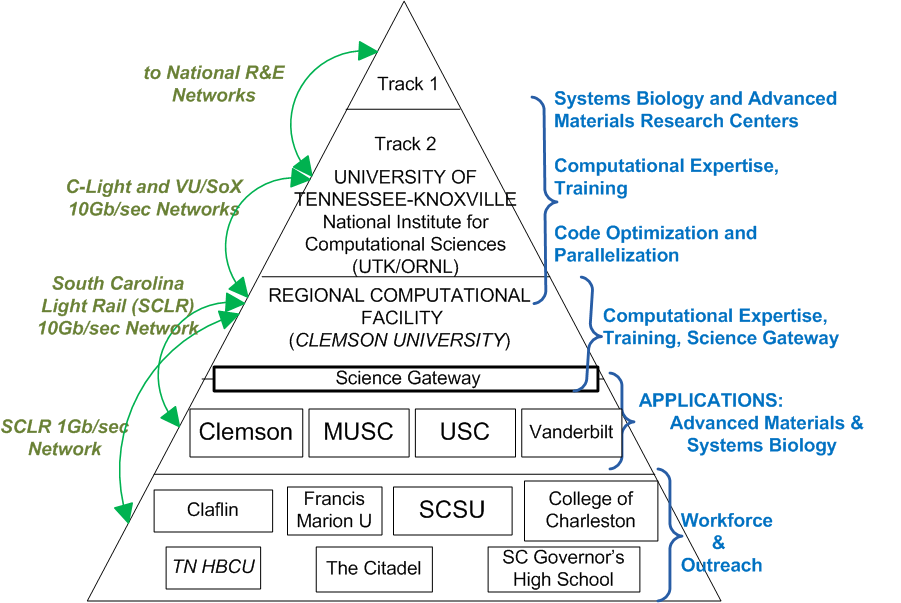 to National R&E
Networks
Track 1
Systems Biology and Advanced
Materials Research Centers
Track 2
Computational Expertise,
Training
UNIVERSITY OF
TENNESSEE-KNOXVILLE
National Institute for
Computational Sciences
(UTK/ORNL)
C-Light and VU/SoX
10Gb/sec Networks
Code Optimization and
Parallelization
South Carolina
Light Rail (SCLR)
10Gb/sec Network
REGIONAL COMPUTATIONAL
FACILITY
(CLEMSON UNIVERSITY)
Computational Expertise,
Training, Science Gateway
Science Gateway
APPLICATIONS:
Advanced Materials &
Systems Biology
SCLR 1Gb/sec
Network
Clemson
MUSC
USC
Vanderbilt
Claflin
Francis
Marion U
SCSU
College of
Charleston
Workforce
&
Outreach
TN HBCU
The Citadel
SC Governor's
High School